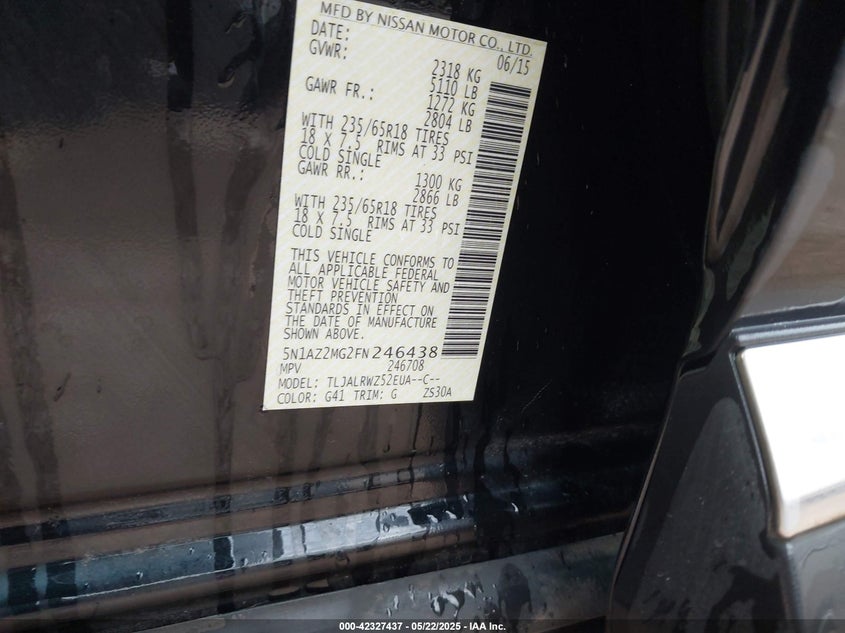 MFD BY NISSAN MOTOR CO., LTD.
DATE: 06/15
GVWR: 2318 KG
5110 LB
GAWR FR.: 1272 KG
2804 LB
WITH 235/65R18 TIRES
18 X 7.5 RIMS AT 33 PSI
COLD SINGLE
GAWR RR.: 1300 KG
2866 LB
WITH 235/65R18 TIRES
18 X 7.5 RIMS AT 33 PSI
COLD SINGLE
THIS VEHICLE CONFORMS TO
ALL APPLICABLE FEDERAL
MOTOR VEHICLE SAFETY AND
THEFT PREVENTION
STANDARDS IN EFFECT ON
THE DATE OF MANUFACTURE
SHOWN ABOVE.
5N1AZ2MG2FN246438
MPV 246708
MODEL: TLJALRWZ52EUA--C--
COLOR: G41 TRIM: G ZS30A
000-42327437 - 05/22/2025 - IAA Inc.